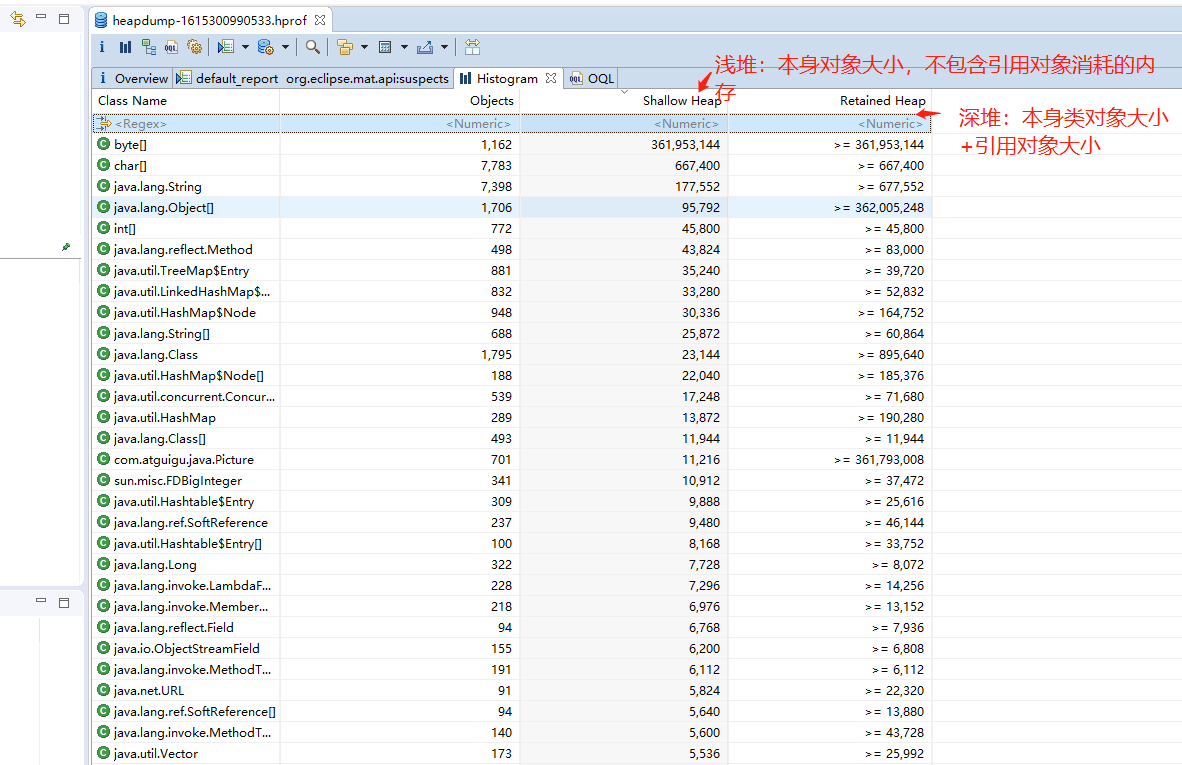 heapdump-1615300990533.hprof
Overview default_report org.eclipse.mat.api:suspects Histogram OQL
浅堆：本身对象大小，不包含引用对象消耗的内
存
Class Name Objects Shallow Heap Retained Heap
深堆：本身类对象大小
+引用对象大小
<Regex> <Numeric> <Numeric> <Numeric>
byte[] 1,162 361,953,144 >= 361,953,144
char[] 7,783 667,400 >= 667,400
java.lang.String 7,398 177,552 >= 677,552
java.lang.Object[] 1,706 95,792 >= 362,005,248
int[] 772 45,800 >= 45,800
java.lang.reflect.Method 498 43,824 >= 83,000
java.util.TreeMap$Entry 881 35,240 >= 39,720
java.util.LinkedHashMap$... 832 33,280 >= 52,832
java.util.HashMap$Node 948 30,336 >= 164,752
java.lang.String[] 688 25,872 >= 60,864
java.lang.Class 1,795 23,144 >= 895,640
java.util.HashMap$Node[] 188 22,040 >= 185,376
java.util.concurrent.Concur... 539 17,248 >= 71,680
java.util.HashMap 289 13,872 >= 190,280
java.lang.Class[] 493 11,944 >= 11,944
com.atguigu.java.Picture 701 11,216 >= 361,793,008
sun.misc.FDBigInteger 341 10,912 >= 37,472
java.util.Hashtable$Entry 309 9,888 >= 25,616
java.lang.ref.SoftReference 237 9,480 >= 46,144
java.util.Hashtable$Entry[] 100 8,168 >= 33,752
java.lang.Long 322 7,728 >= 8,072
java.lang.invoke.LambdaF... 228 7,296 >= 14,256
java.lang.invoke.Member... 218 6,976 >= 13,152
java.lang.reflect.Field 94 6,768 >= 7,936
java.io.ObjectStreamField 155 6,200 >= 6,808
java.lang.invoke.MethodT... 191 6,112 >= 6,112
java.net.URL 91 5,824 >= 22,320
java.lang.ref.SoftReference[] 94 5,640 >= 13,880
java.lang.invoke.MethodT... 140 5,600 >= 43,728
java.util.Vector 173 5,536 >= 25,992